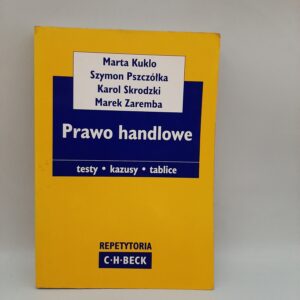 Marta Kuklo
Szymon Pszczółka
Karol Skrodzki
Marek Zaremba
Prawo handlowe
testy • kazusy • tablice
REPETYTORIA
C·H·BECK